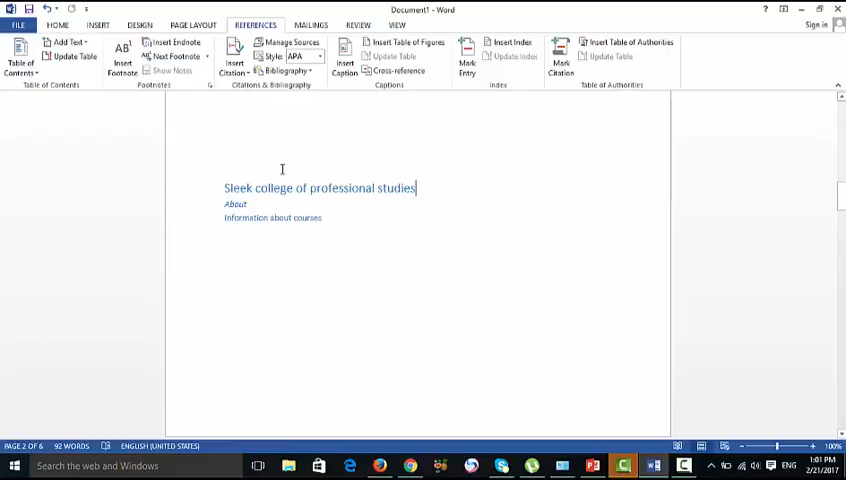 Document1 - Word
Sign in
FILE HOME INSERT DESIGN PAGE LAYOUT REFERENCES MAILINGS REVIEW VIEW
Table of Contents
Add Text
Update Table
Table of Contents
AB1
Insert Footnote
Insert Endnote
Next Footnote
Show Notes
Footnotes
Insert Citation
Manage Sources
Style: APA
Bibliography
Citations & Bibliography
Insert Caption
Insert Table of Figures
Update Table
Cross-reference
Captions
Mark Entry
Insert Index
Update Index
Index
Mark Citation
Insert Table of Authorities
Update Table
Table of Authorities
Sleek college of professional studies
About
Information about courses
PAGE 2 OF 6 92 WORDS ENGLISH (UNITED STATES) 100%
Search the web and Windows
ENG
1:01 PM
2/21/2017